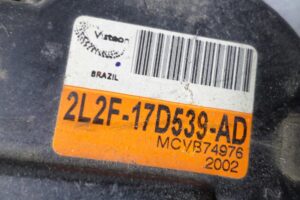 Visteon
BRAZIL
2L2F-17D539-AD
MCVB74976
2002